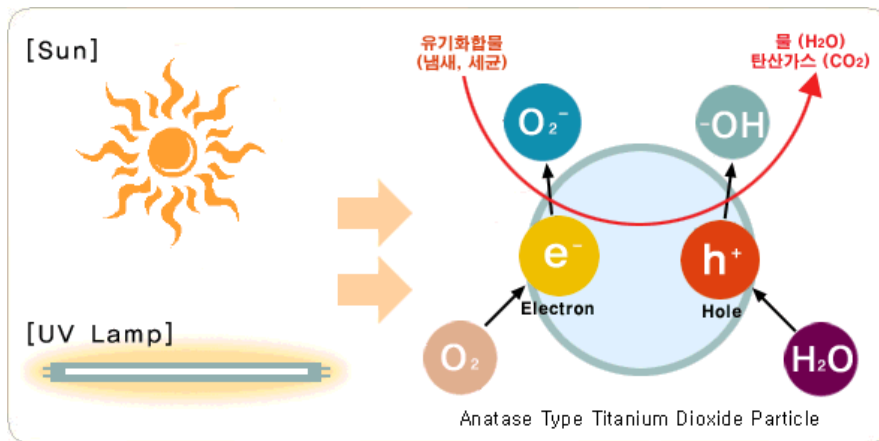 [Sun]
유기화합물
(냄새, 세균)
물 (H₂O)
탄산가스 (CO₂)
O₂⁻
-OH
e⁻
Electron
h⁺
Hole
[UV Lamp]
O₂
H₂O
Anatase Type Titanium Dioxide Particle